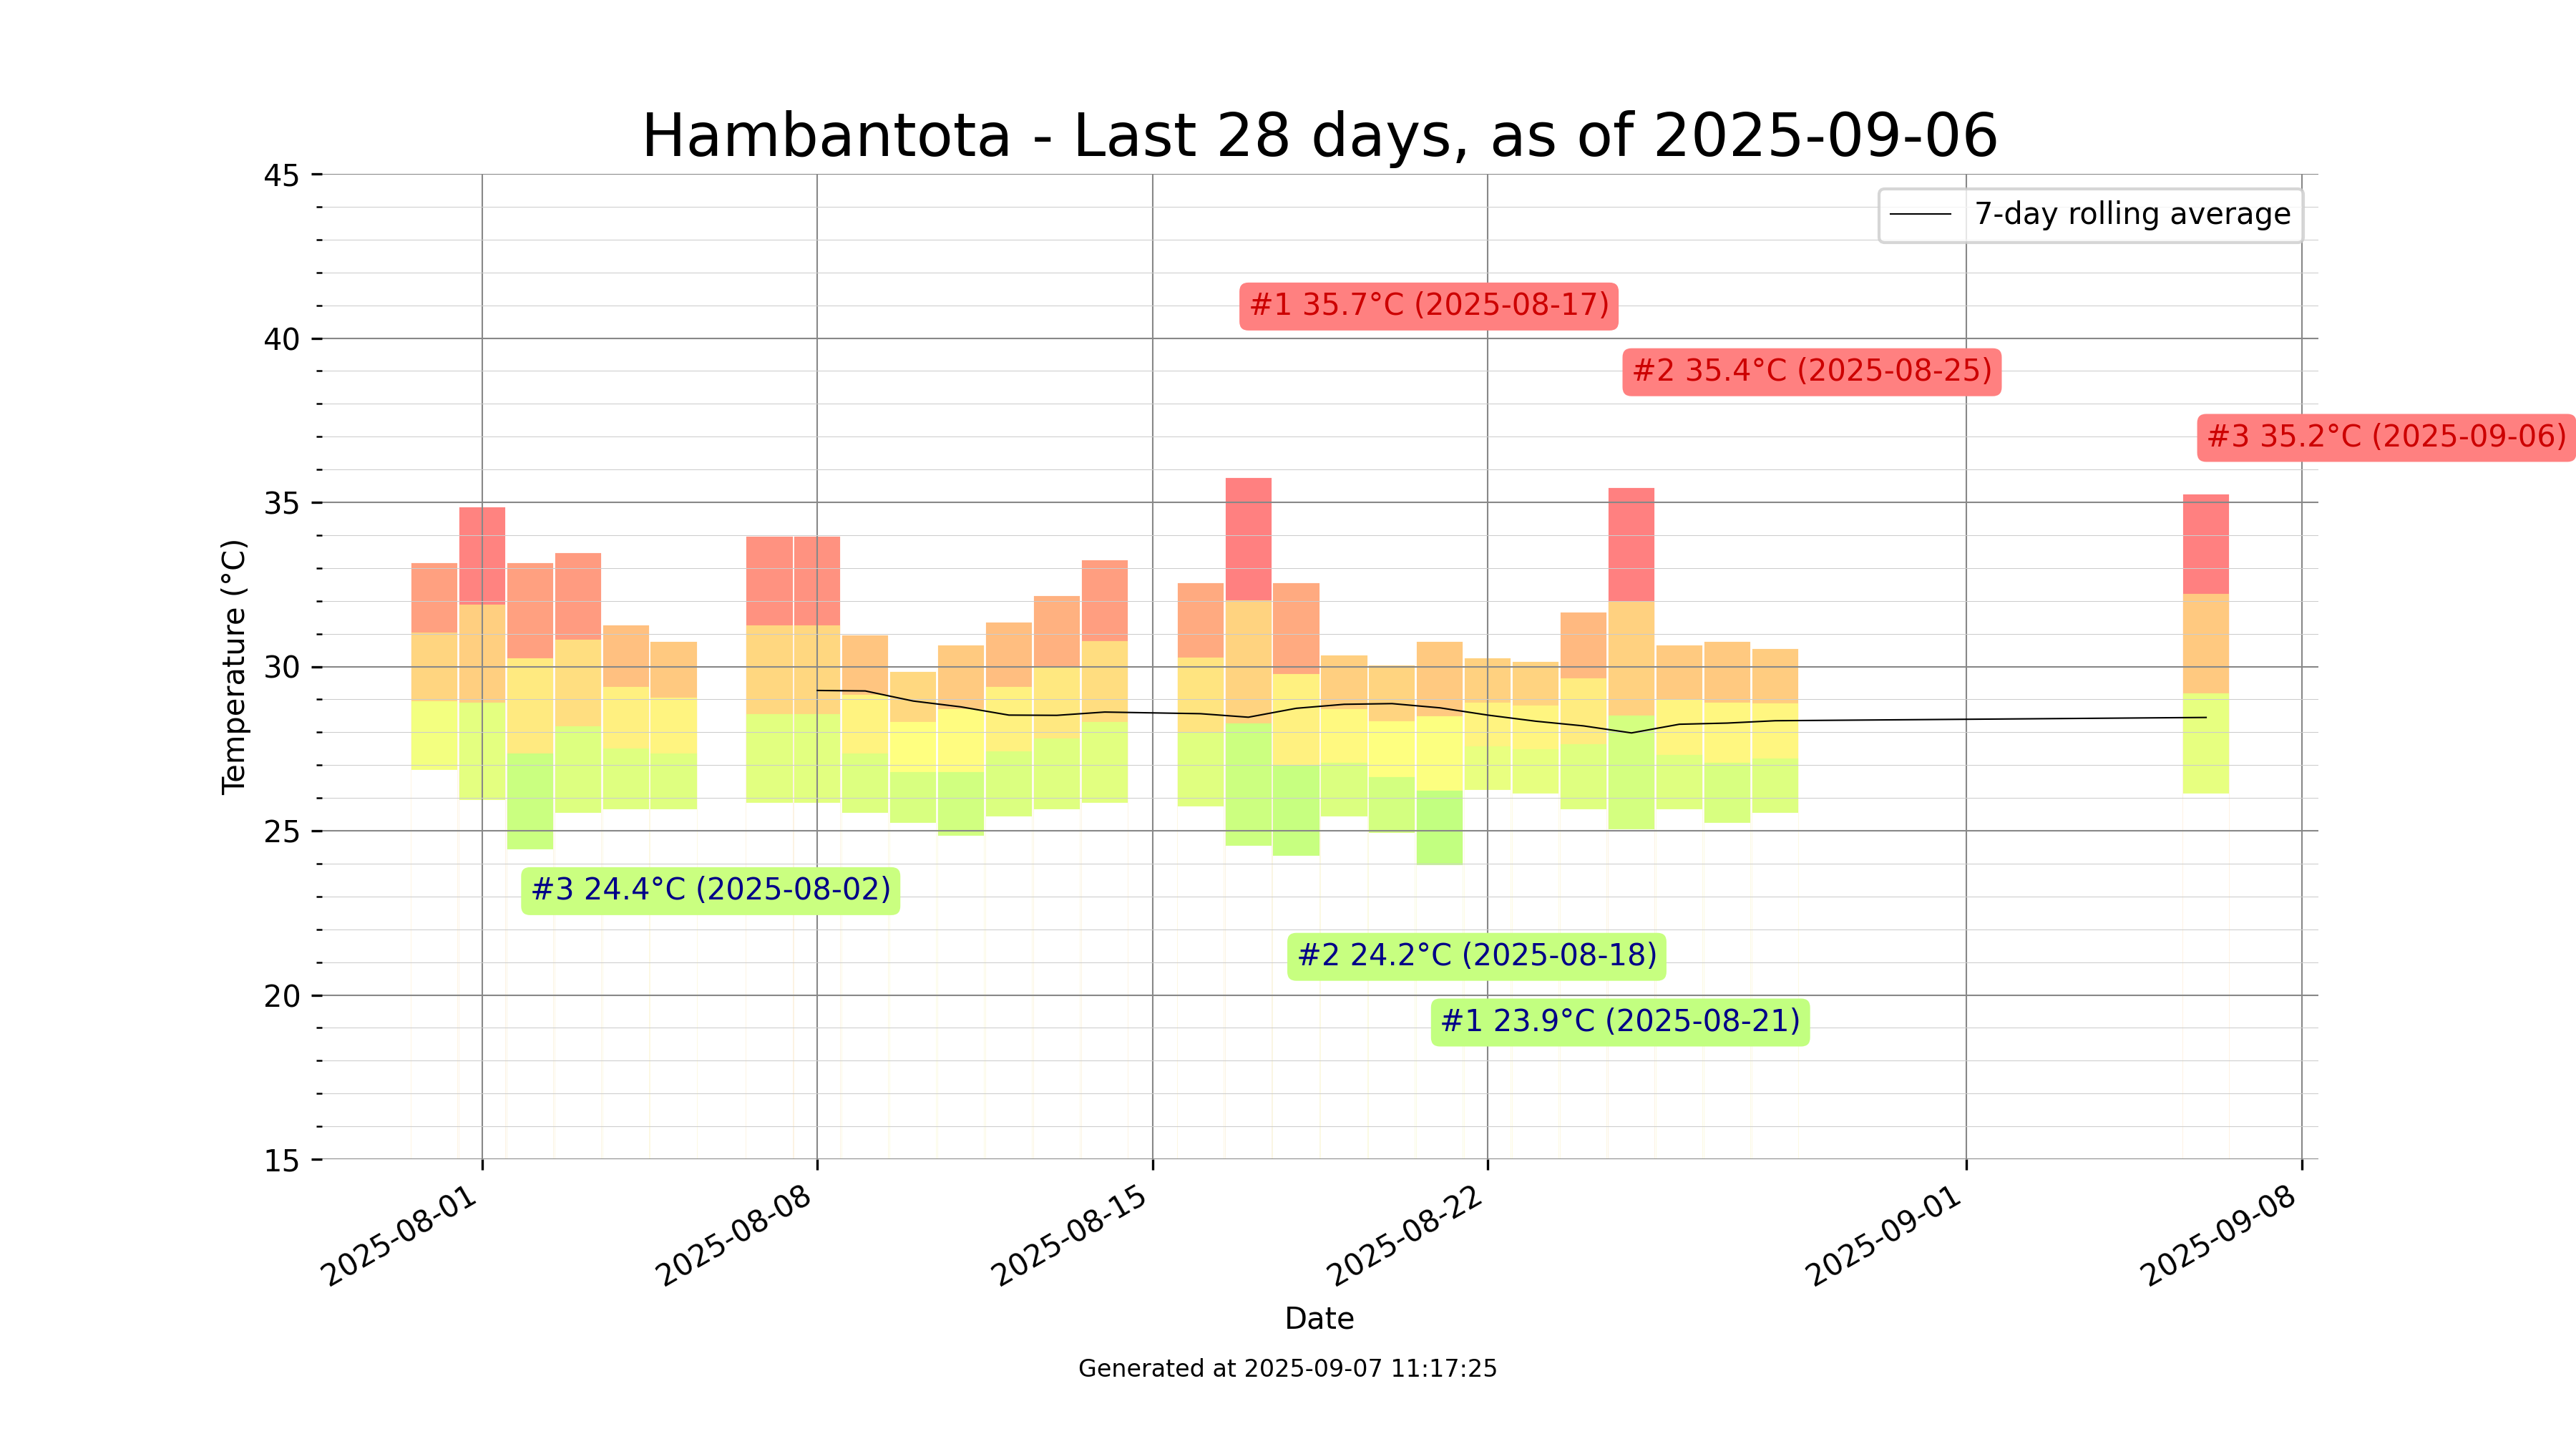 Hambantota - Last 28 days, as of 2025-09-06
45
7-day rolling average
#1 35.7°C (2025-08-17)
40
#2 35.4°C (2025-08-25)
#3 35.2°C (2025-09-06)
35
Temperature (°C)
30
25
#3 24.4°C (2025-08-02)
#2 24.2°C (2025-08-18)
20
#1 23.9°C (2025-08-21)
15
2025-08-01
2025-08-08
2025-08-15
2025-08-22
2025-09-01
2025-09-08
Date
Generated at 2025-09-07 11:17:25